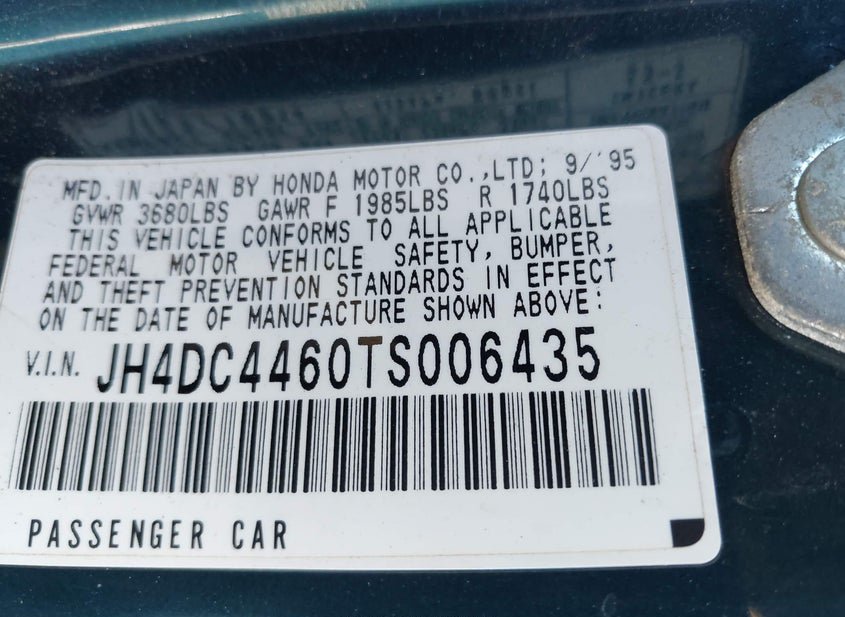 MFD. IN JAPAN BY HONDA MOTOR CO.,LTD; 9/'95
GVWR 3680LBS GAWR F 1985LBS R 1740LBS
THIS VEHICLE CONFORMS TO ALL APPLICABLE
FEDERAL MOTOR VEHICLE SAFETY, BUMPER,
AND THEFT PREVENTION STANDARDS IN EFFECT
ON THE DATE OF MANUFACTURE SHOWN ABOVE:
V.I.N. JH4DC4460TS006435
PASSENGER CAR